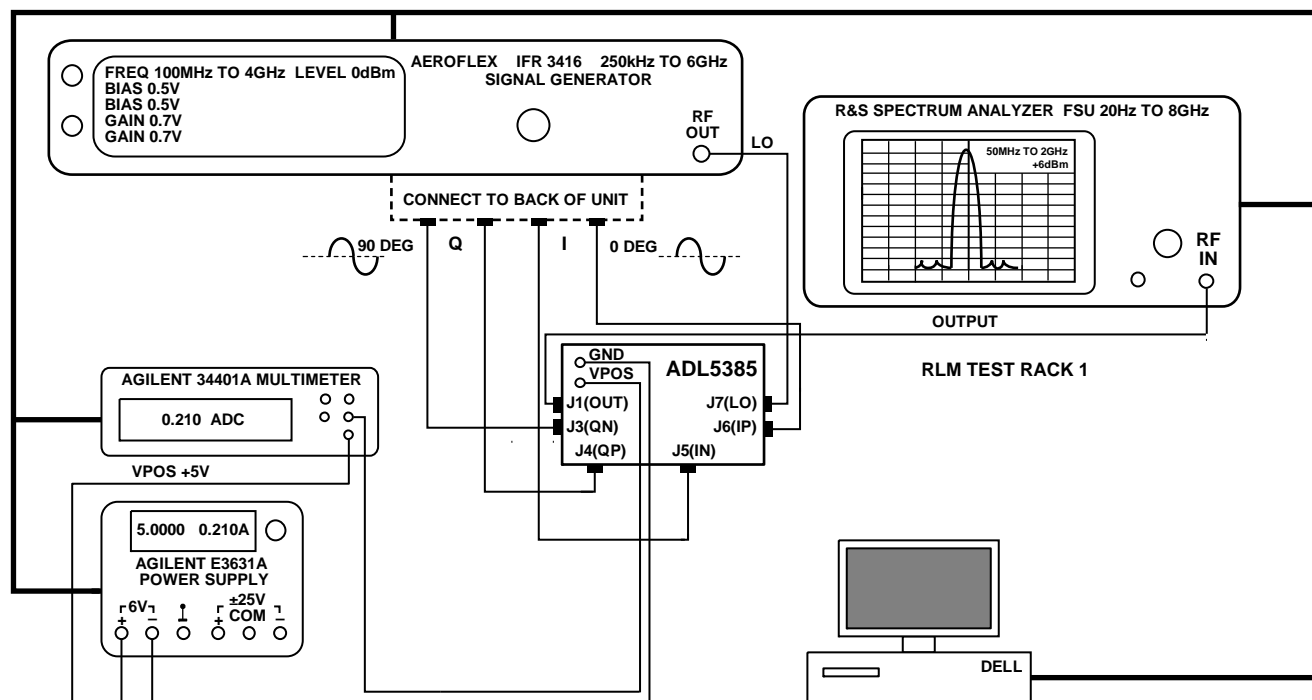 AEROFLEX IFR 3416 250kHz TO 6GHz
SIGNAL GENERATOR
FREQ 100MHz TO 4GHz LEVEL 0dBm
BIAS 0.5V
BIAS 0.5V
GAIN 0.7V
GAIN 0.7V
RF
OUT
LO
R&S SPECTRUM ANALYZER FSU 20Hz TO 8GHz
50MHz TO 2GHz
+6dBm
RF
IN
CONNECT TO BACK OF UNIT
90 DEG
Q
I
0 DEG
OUTPUT
RLM TEST RACK 1
GND
VPOS
ADL5385
J1(OUT)
J7(LO)
J3(QN)
J6(IP)
J4(QP)
J5(IN)
AGILENT 34401A MULTIMETER
0.210 ADC
VPOS +5V
5.0000 0.210A
AGILENT E3631A
POWER SUPPLY
6V
±25V
COM
+
–
+
–
DELL